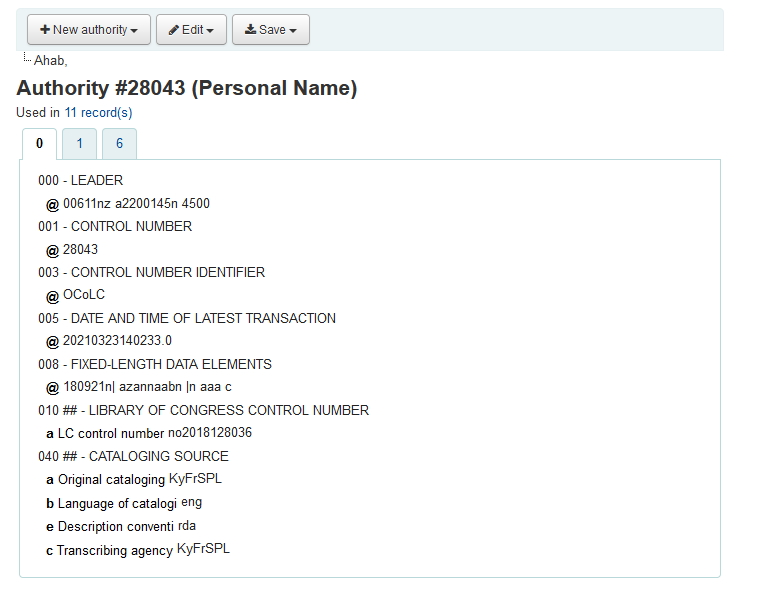 New authority
Edit
Save
Ahab,
Authority #28043 (Personal Name)
Used in 11 record(s)
0 1 6
000 - LEADER
@ 00611nz a2200145n 4500
001 - CONTROL NUMBER
@ 28043
003 - CONTROL NUMBER IDENTIFIER
@ OCoLC
005 - DATE AND TIME OF LATEST TRANSACTION
@ 20210323140233.0
008 - FIXED-LENGTH DATA ELEMENTS
@ 180921n| azannaabn |n aaa c
010 ## - LIBRARY OF CONGRESS CONTROL NUMBER
a LC control number no2018128036
040 ## - CATALOGING SOURCE
a Original cataloging KyFrSPL
b Language of catalogi eng
e Description conventi rda
c Transcribing agency KyFrSPL